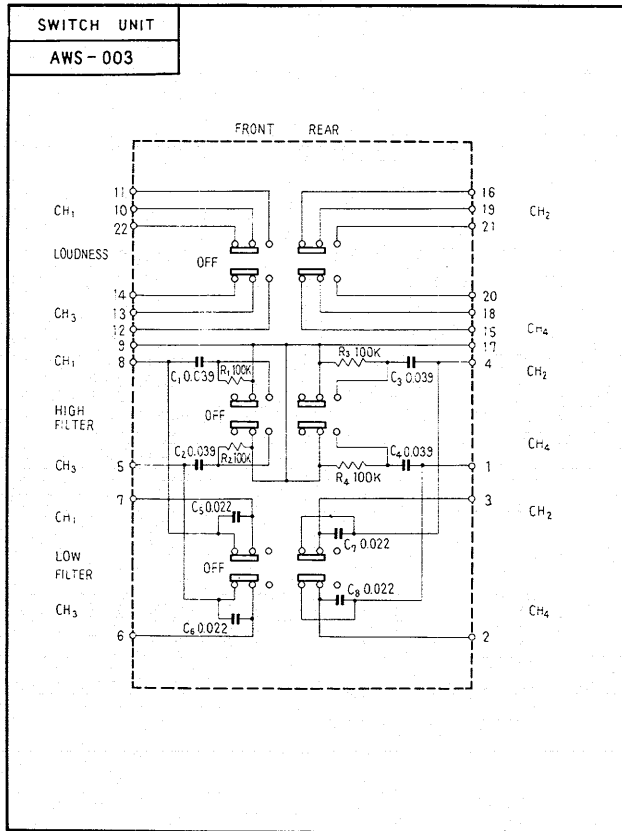 SWITCH UNIT
AWS-003
FRONT REAR
11 16
CH1 10 19 CH2
22 21
LOUDNESS OFF
14 20
CH3 13 18
12 15 CH4
9 17
CH1 8 R1 100K R3 100K 4 CH2
C1 0.039 C3 0.039
HIGH FILTER OFF
C2 0.039 C4 0.039 CH4
CH3 5 R2 100K 1
R4 100K
7 3
CH1 C5 0.022 CH2
C7 0.022
LOW FILTER OFF
C8 0.022
CH3 C6 0.022 CH4
6 2